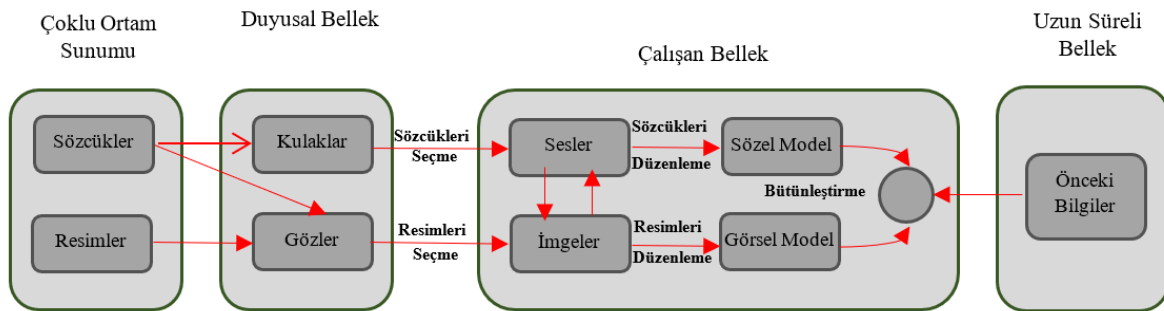 Çoklu Ortam
Sunumu
Duyusal Bellek
Çalışan Bellek
Uzun Süreli
Bellek
Sözcükler
Resimler
Kulaklar
Gözler
Sözcükleri
Seçme
Resimleri
Seçme
Sesler
İmgeler
Sözcükleri
Düzenleme
Resimleri
Düzenleme
Sözel Model
Görsel Model
Bütünleştirme
Önceki
Bilgiler